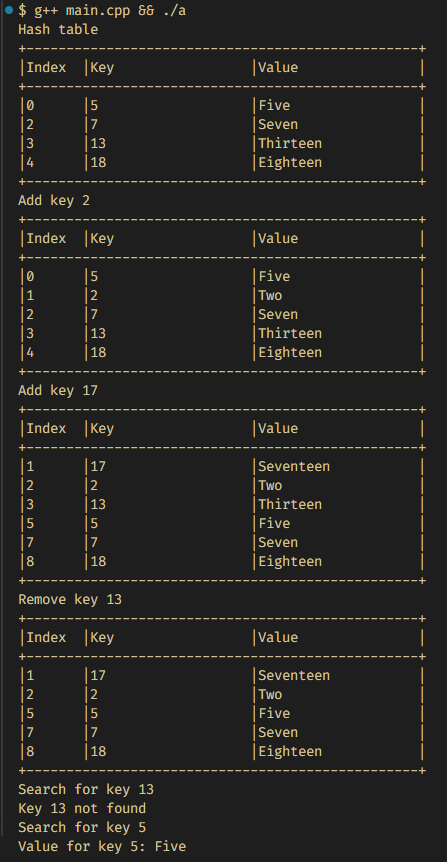 $ g++ main.cpp && ./a
Hash table
+--------------------------------------------------+
|Index  |Key                 |Value               |
+--------------------------------------------------+
|0      |5                   |Five                |
|2      |7                   |Seven               |
|3      |13                  |Thirteen            |
|4      |18                  |Eighteen            |
+--------------------------------------------------+
Add key 2
+--------------------------------------------------+
|Index  |Key                 |Value               |
+--------------------------------------------------+
|0      |5                   |Five                |
|1      |2                   |Two                 |
|2      |7                   |Seven               |
|3      |13                  |Thirteen            |
|4      |18                  |Eighteen            |
+--------------------------------------------------+
Add key 17
+--------------------------------------------------+
|Index  |Key                 |Value               |
+--------------------------------------------------+
|1      |17                  |Seventeen           |
|2      |2                   |Two                 |
|3      |13                  |Thirteen            |
|5      |5                   |Five                |
|7      |7                   |Seven               |
|8      |18                  |Eighteen            |
+--------------------------------------------------+
Remove key 13
+--------------------------------------------------+
|Index  |Key                 |Value               |
+--------------------------------------------------+
|1      |17                  |Seventeen           |
|2      |2                   |Two                 |
|5      |5                   |Five                |
|7      |7                   |Seven               |
|8      |18                  |Eighteen            |
+--------------------------------------------------+
Search for key 13
Key 13 not found
Search for key 5
Value for key 5: Five